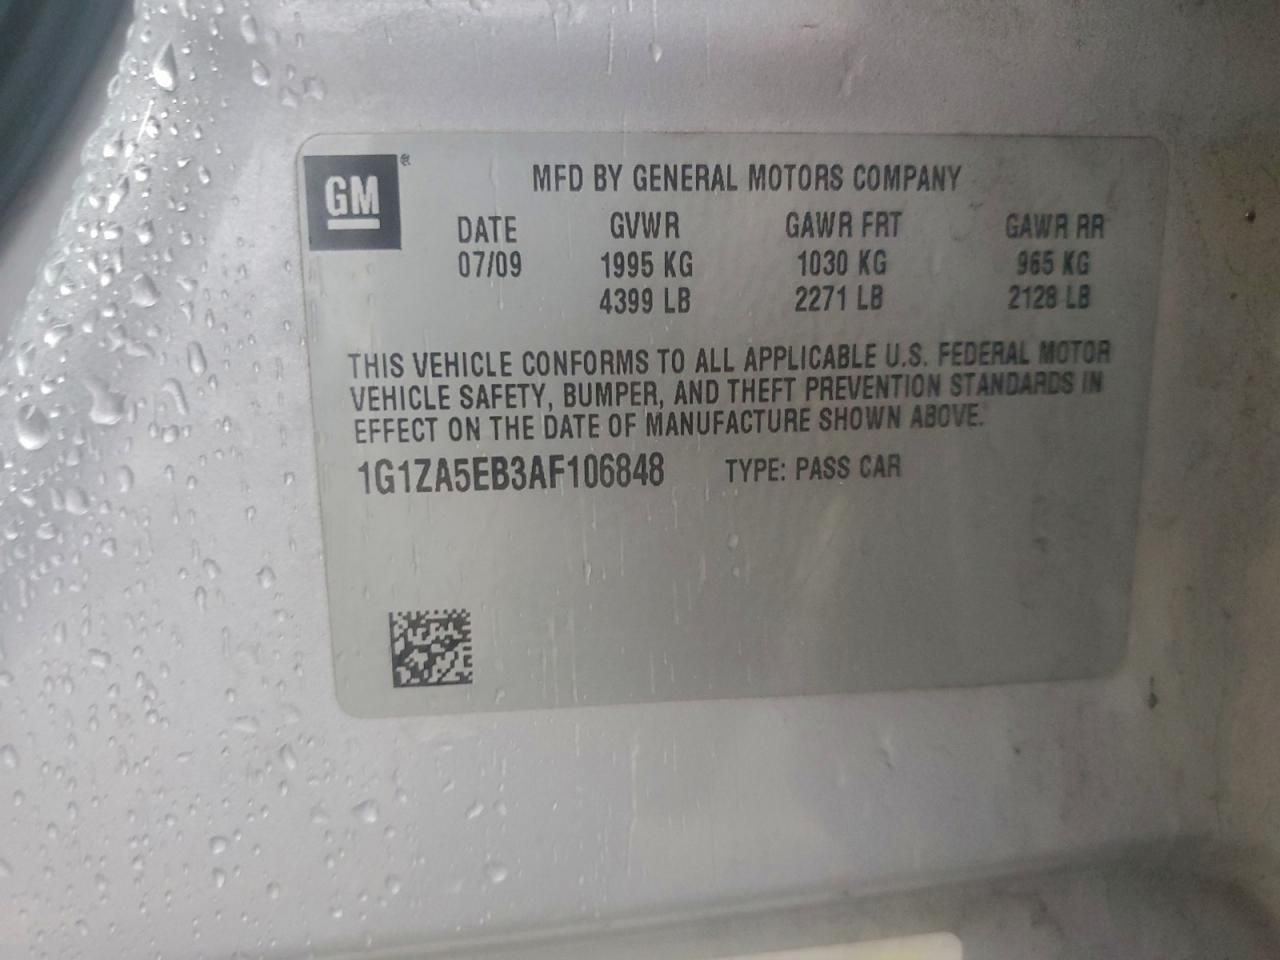 GM®
MFD BY GENERAL MOTORS COMPANY
DATE GVWR GAWR FRT GAWR RR
07/09 1995 KG 1030 KG 965 KG
4399 LB 2271 LB 2128 LB
THIS VEHICLE CONFORMS TO ALL APPLICABLE U.S. FEDERAL MOTOR
VEHICLE SAFETY, BUMPER, AND THEFT PREVENTION STANDARDS IN
EFFECT ON THE DATE OF MANUFACTURE SHOWN ABOVE.
1G1ZA5EB3AF106848 TYPE: PASS CAR